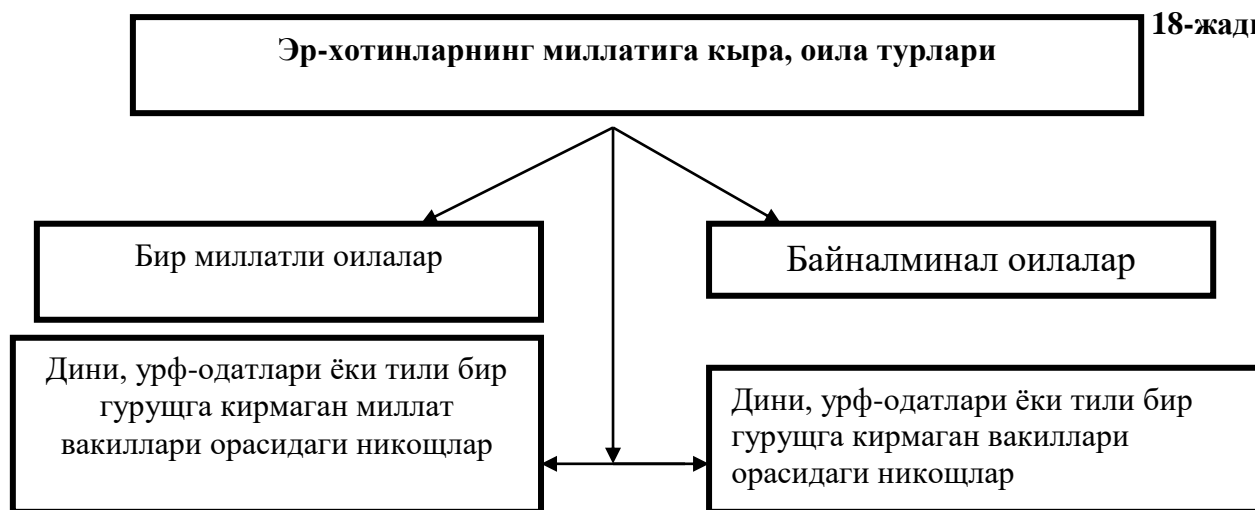 18-жади
Эр-хотинларнинг миллатига кыра, оила турлари
Бир миллатли оилалар
Байналминал оилалар
Дини, урф-одатлари ёки тили бир
гурущга кирмаган миллат
вакиллари орасидаги никощлар
Дини, урф-одатлари ёки тили бир
гурущга кирмаган вакиллари
орасидаги никощлар